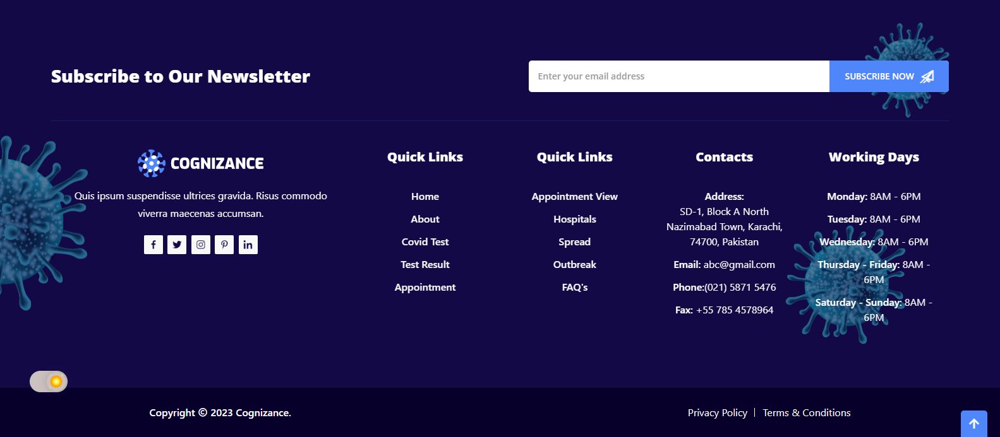 Subscribe to Our Newsletter
Enter your email address
SUBSCRIBE NOW
COGNIZANCE
Quis ipsum suspendisse ultrices gravida. Risus commodo
viverra maecenas accumsan.
Quick Links
Home
About
Covid Test
Test Result
Appointment
Quick Links
Appointment View
Hospitals
Spread
Outbreak
FAQ's
Contacts
Address:
SD-1, Block A North
Nazimabad Town, Karachi,
74700, Pakistan
Email: abc@gmail.com
Phone:(021) 5871 5476
Fax: +55 785 4578964
Working Days
Monday: 8AM - 6PM
Tuesday: 8AM - 6PM
Wednesday: 8AM - 6PM
Thursday - Friday: 8AM -
6PM
Saturday - Sunday: 8AM -
6PM
Copyright © 2023 Cognizance.
Privacy Policy | Terms & Conditions